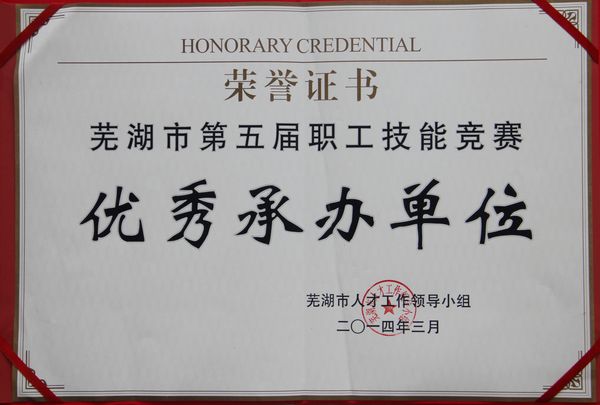 HONORARY CREDENTIAL
荣誉证书
芜湖市第五届职工技能竞赛
优秀承办单位
芜湖市人才工作领导小组
二〇一四年三月